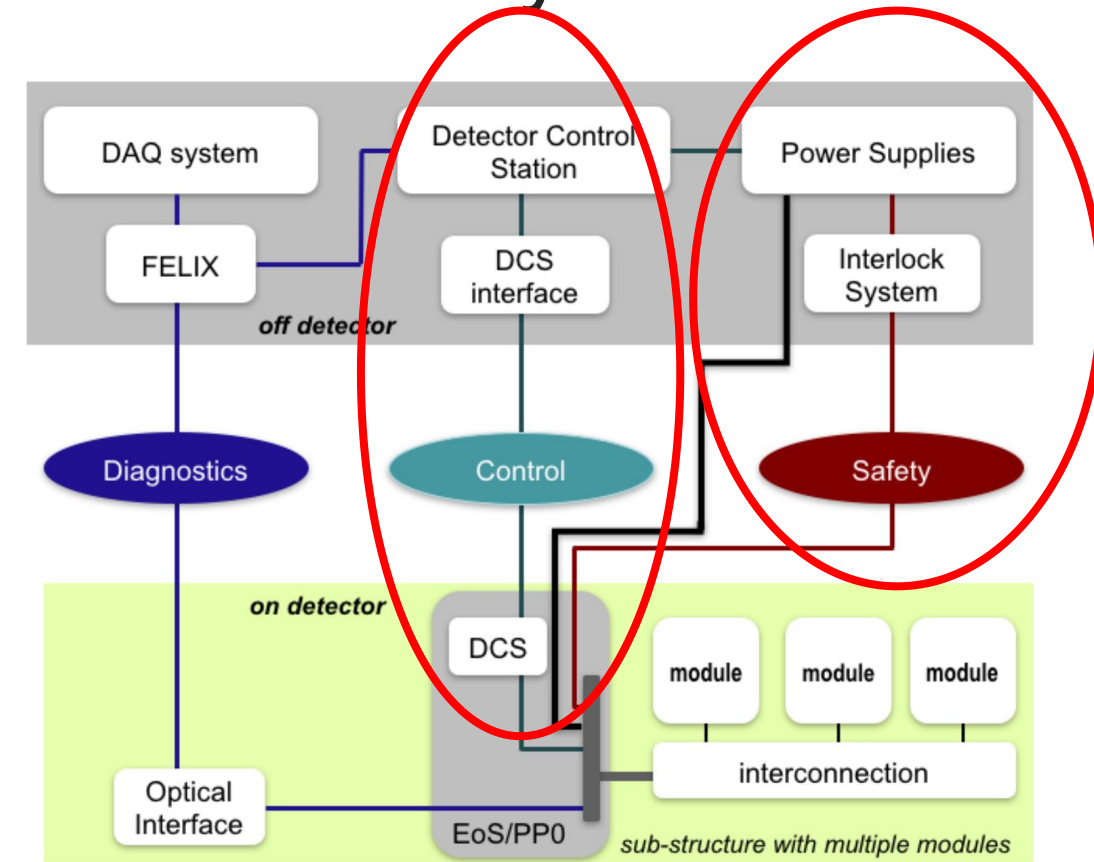 DAQ system
Detector Control
Station
Power Supplies
FELIX
DCS
interface
Interlock
System
off detector
Diagnostics
Control
Safety
on detector
DCS
module
module
module
interconnection
Optical
Interface
EoS/PP0
sub-structure with multiple modules